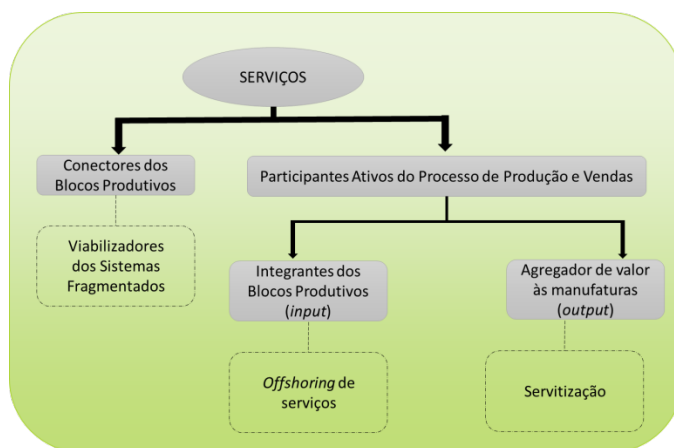 SERVIÇOS
Conectores dos
Blocos Produtivos
Participantes Ativos do Processo de Produção e Vendas
Viabilizadores
dos Sistemas
Fragmentados
Integrantes dos
Blocos Produtivos
(input)
Agregador de valor
às manufaturas
(output)
Offshoring de
serviços
Servitização